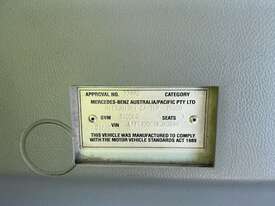 APPROVAL NO. CATEGORY
MERCEDES-BENZ AUSTRALIA/PACIFIC PTY LTD
GVM SEATS
VIN
THIS VEHICLE WAS MANUFACTURED TO COMPLY
WITH THE MOTOR VEHICLE STANDARDS ACT 1989